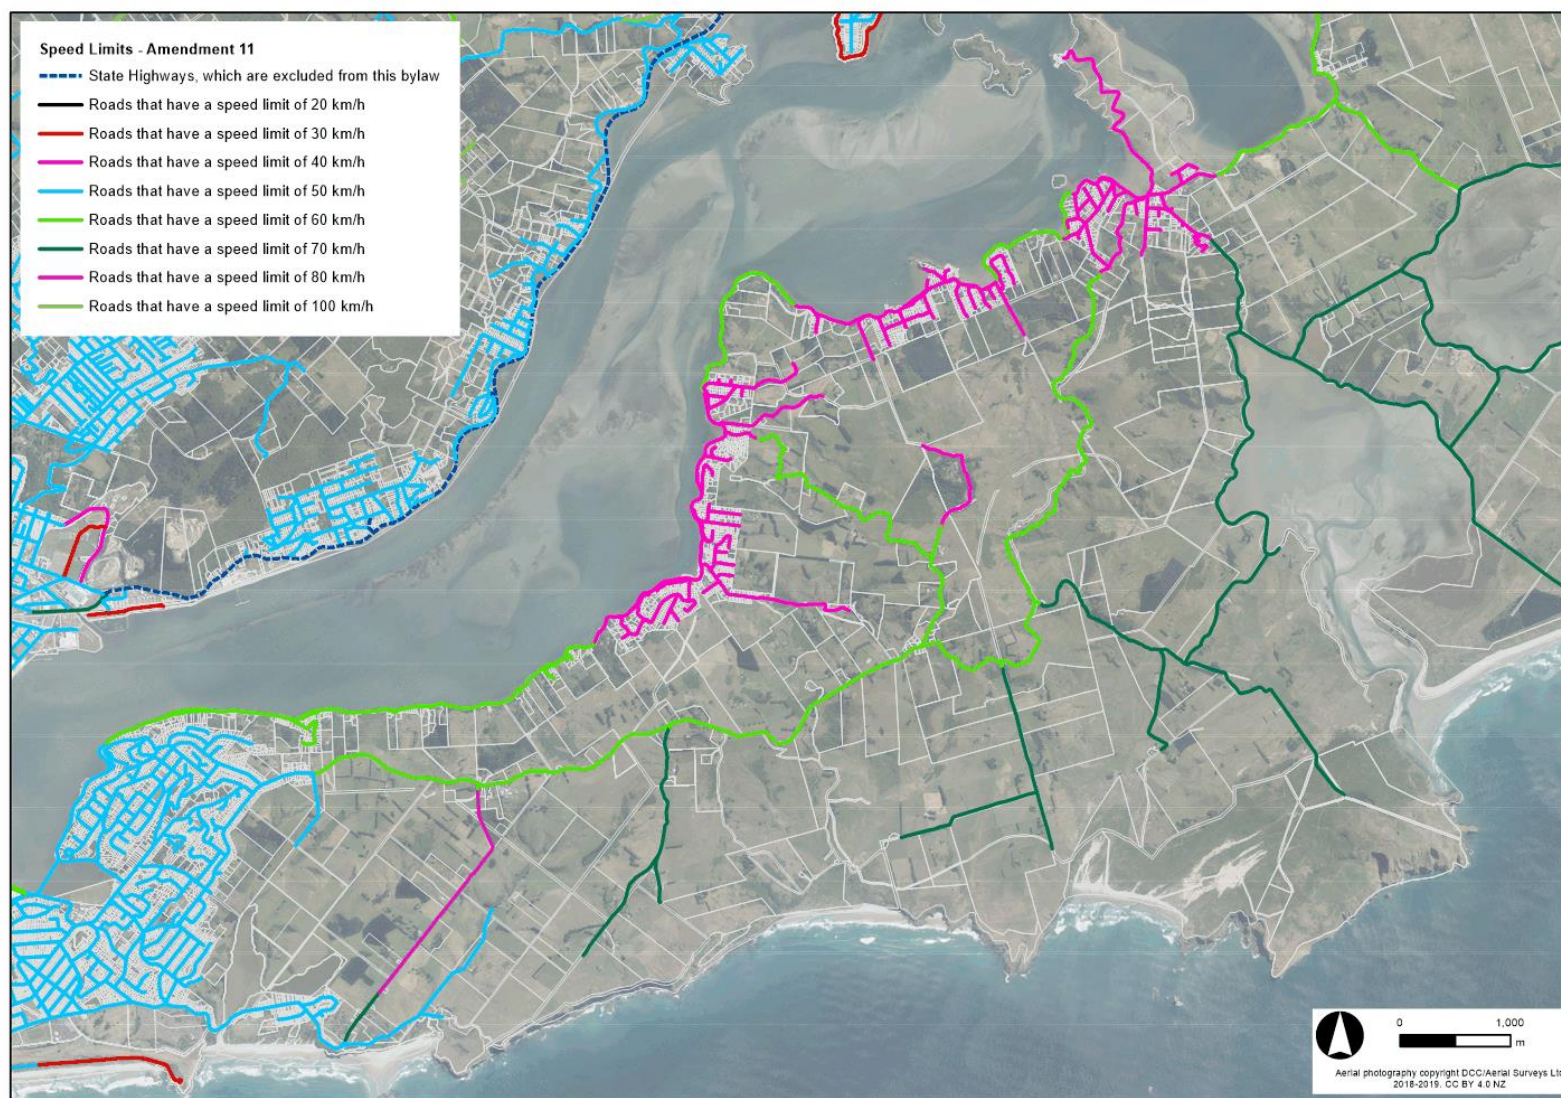 Speed Limits - Amendment 11
State Highways, which are excluded from this bylaw
Roads that have a speed limit of 20 km/h
Roads that have a speed limit of 30 km/h
Roads that have a speed limit of 40 km/h
Roads that have a speed limit of 50 km/h
Roads that have a speed limit of 60 km/h
Roads that have a speed limit of 70 km/h
Roads that have a speed limit of 80 km/h
Roads that have a speed limit of 100 km/h
0 1,000
m
Aerial photography copyright DCC/Aerial Surveys Ltd
2018-2019. CC BY 4.0 NZ